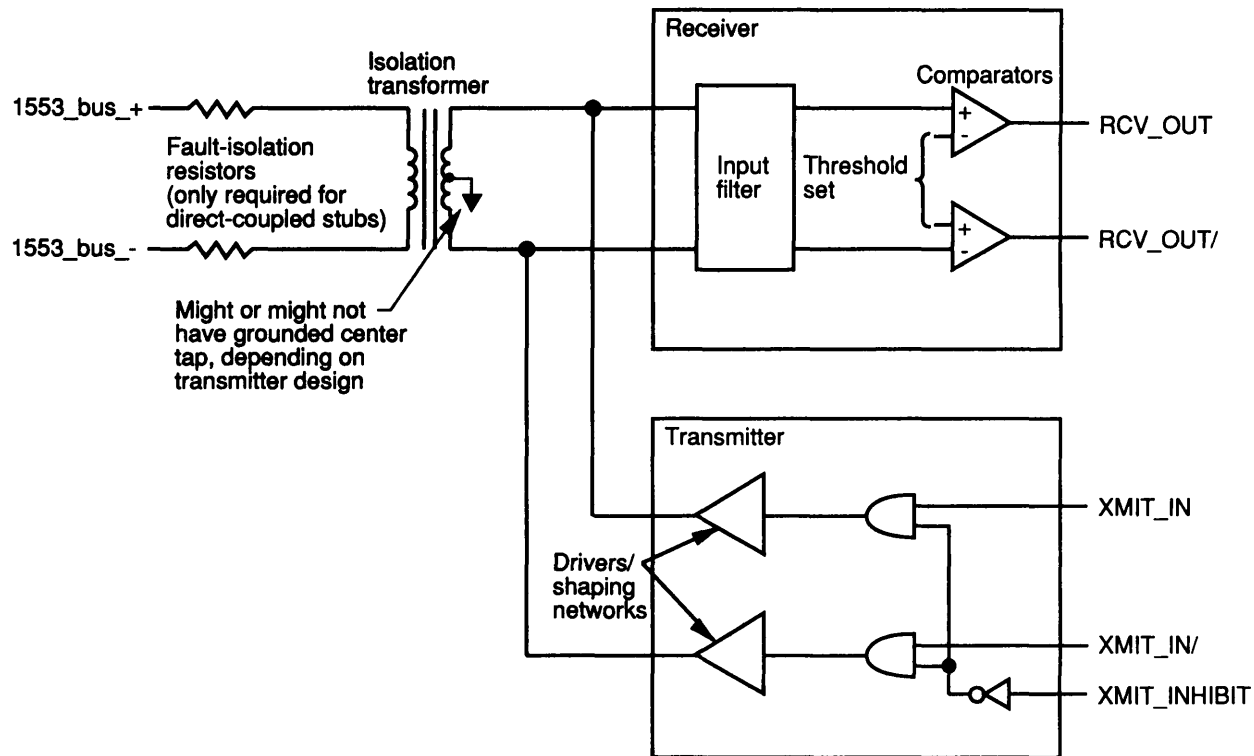 Receiver
Isolation
transformer
Comparators
1553_bus_+
+
-
RCV_OUT
Fault-isolation
resistors
(only required for
direct-coupled stubs)
Input
filter
Threshold
set
1553_bus_-
+
-
RCV_OUT/
Might or might not
have grounded center
tap, depending on
transmitter design
Transmitter
XMIT_IN
Drivers/
shaping
networks
XMIT_IN/
XMIT_INHIBIT